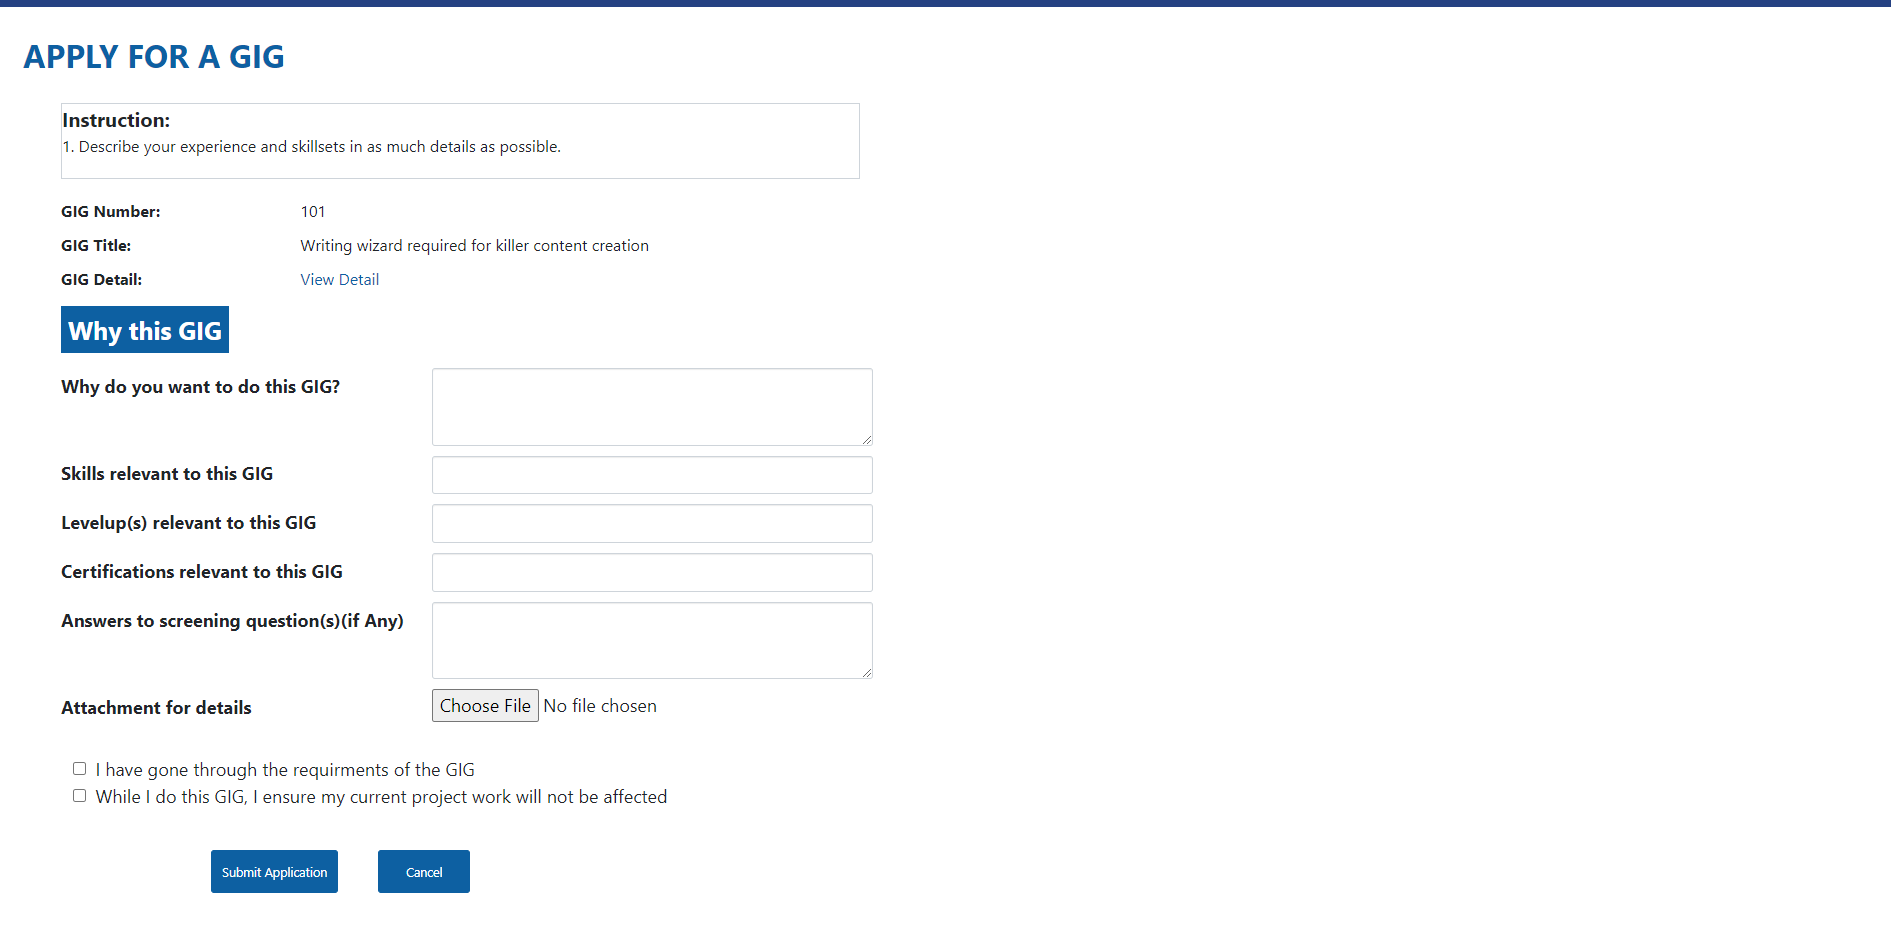 APPLY FOR A GIG
Instruction:
1. Describe your experience and skillsets in as much details as possible.
GIG Number: 101
GIG Title: Writing wizard required for killer content creation
GIG Detail: View Detail
Why this GIG
Why do you want to do this GIG?
Skills relevant to this GIG
Levelup(s) relevant to this GIG
Certifications relevant to this GIG
Answers to screening question(s)(if Any)
Attachment for details Choose File No file chosen
I have gone through the requirments of the GIG
While I do this GIG, I ensure my current project work will not be affected
Submit Application Cancel